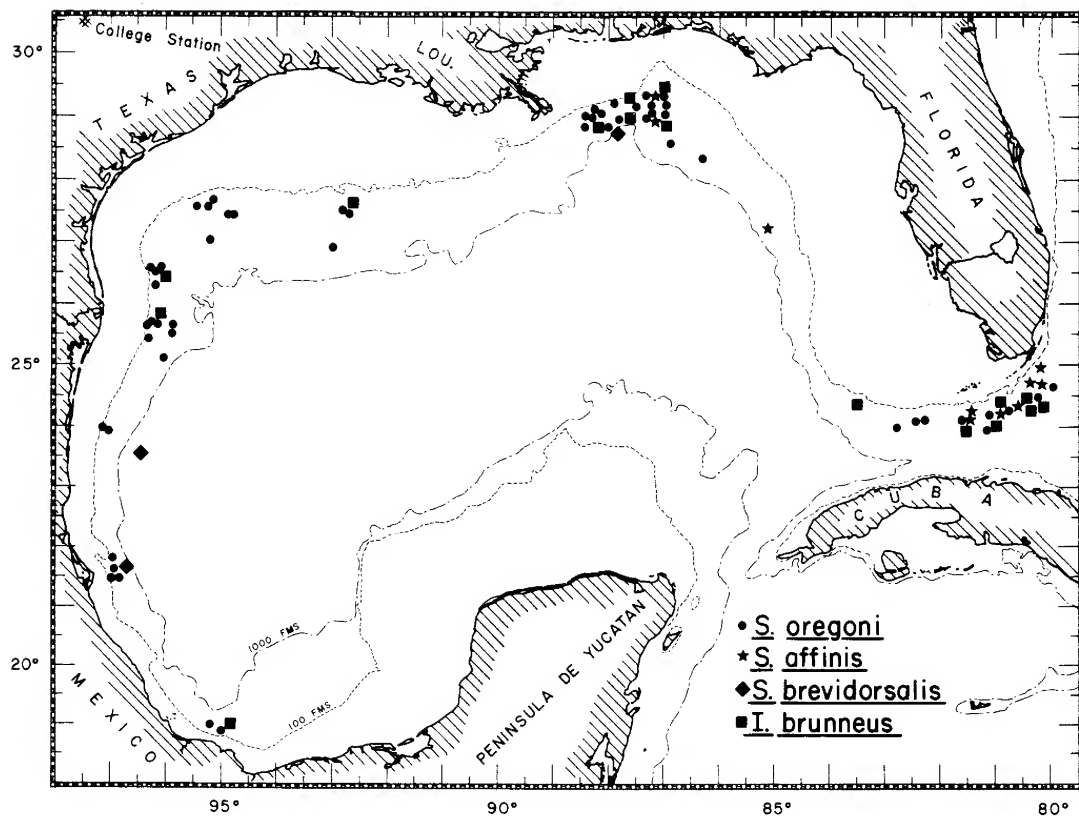 30°
25°
20°
95°
90°
85°
80°
College Station
TEXAS
LOU.
FLORIDA
CUBA
MEXICO
PENINSULA DE YUCATAN
1000 FMS
100 FMS
S. oregoni
S. affinis
S. brevidorsalis
I. brunneus